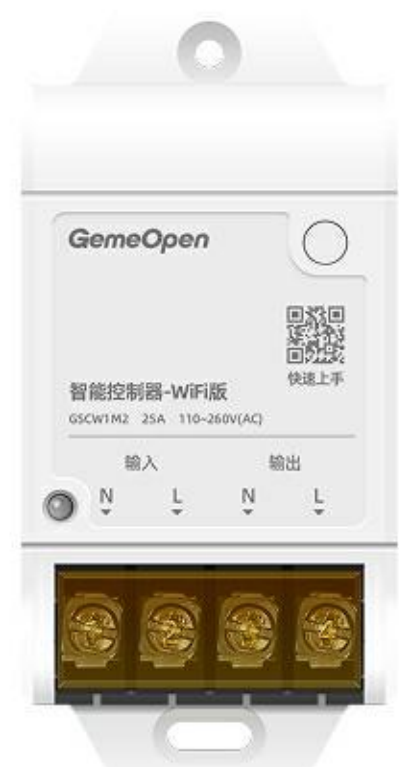 GemeOpen
快速上手
智能控制器-WiFi版
GSCW1M2 25A 110~260V(AC)
输入 输出
N L N L